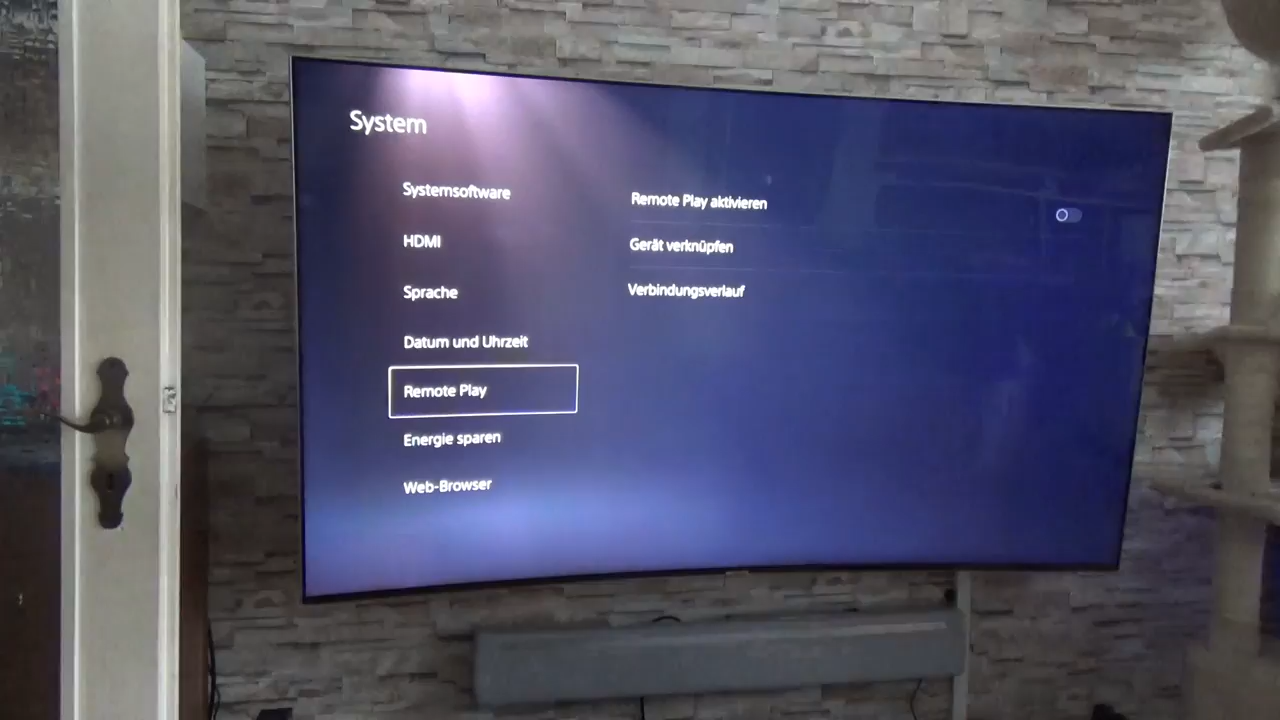 System
Systemsoftware
HDMI
Sprache
Datum und Uhrzeit
Remote Play
Energie sparen
Web-Browser
Remote Play aktivieren
Gerät verknüpfen
Verbindungsverlauf